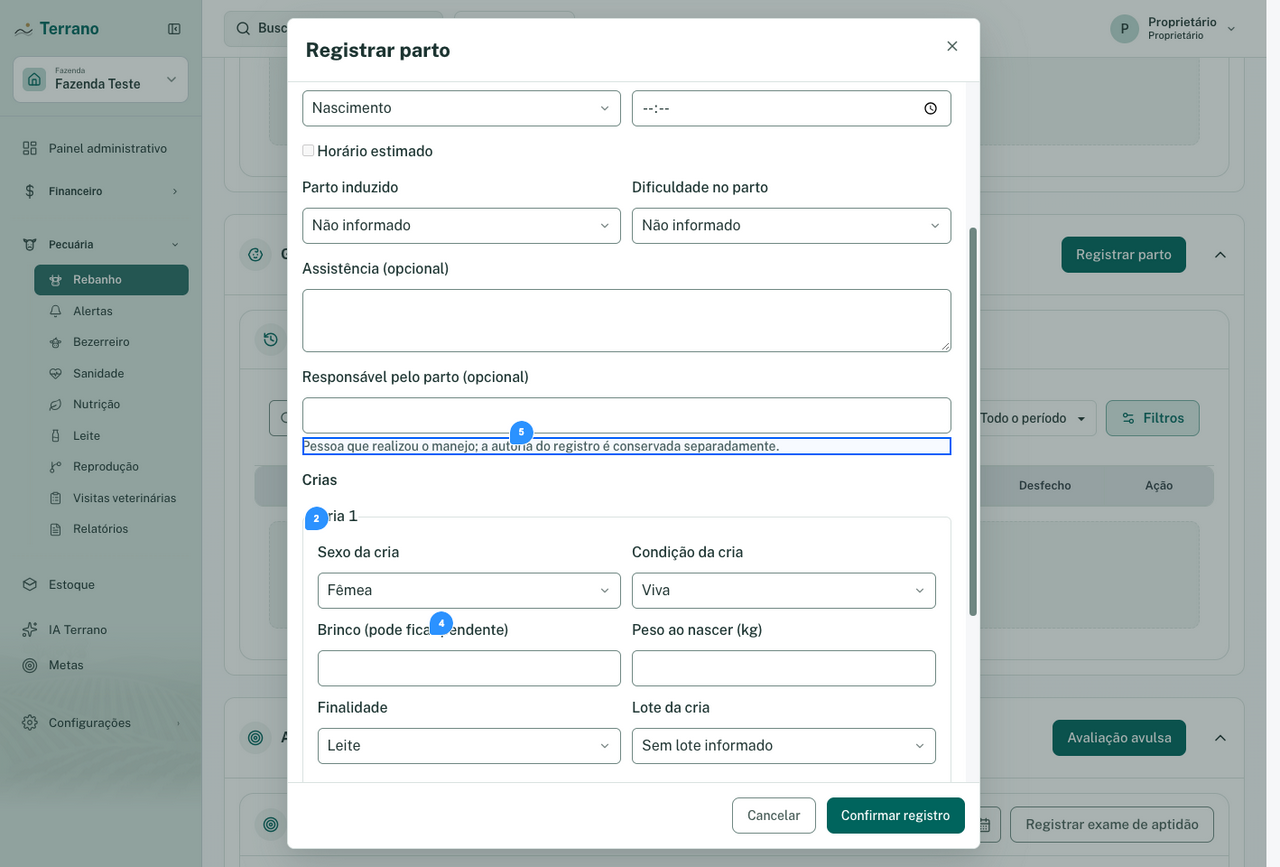 Terrano
Fazenda
Fazenda Teste
Painel administrativo
Financeiro
Pecuária
Rebanho
Alertas
Bezerreiro
Sanidade
Nutrição
Leite
Reprodução
Visitas veterinárias
Relatórios
Estoque
IA Terrano
Metas
Configurações
Busc
P
Proprietário
Proprietário
Registrar parto
Nascimento
--:--
Horário estimado
Parto induzido
Dificuldade no parto
Não informado
Não informado
Assistência (opcional)
Responsável pelo parto (opcional)
5
Pessoa que realizou o manejo; a autoria do registro é conservada separadamente.
Crias
2
ria 1
Sexo da cria
Condição da cria
Fêmea
Viva
4
Brinco (pode fica pendente)
Peso ao nascer (kg)
Finalidade
Lote da cria
Leite
Sem lote informado
Cancelar
Confirmar registro
Registrar parto
Todo o período
Filtros
Desfecho
Ação
Avaliação avulsa
Registrar exame de aptidão